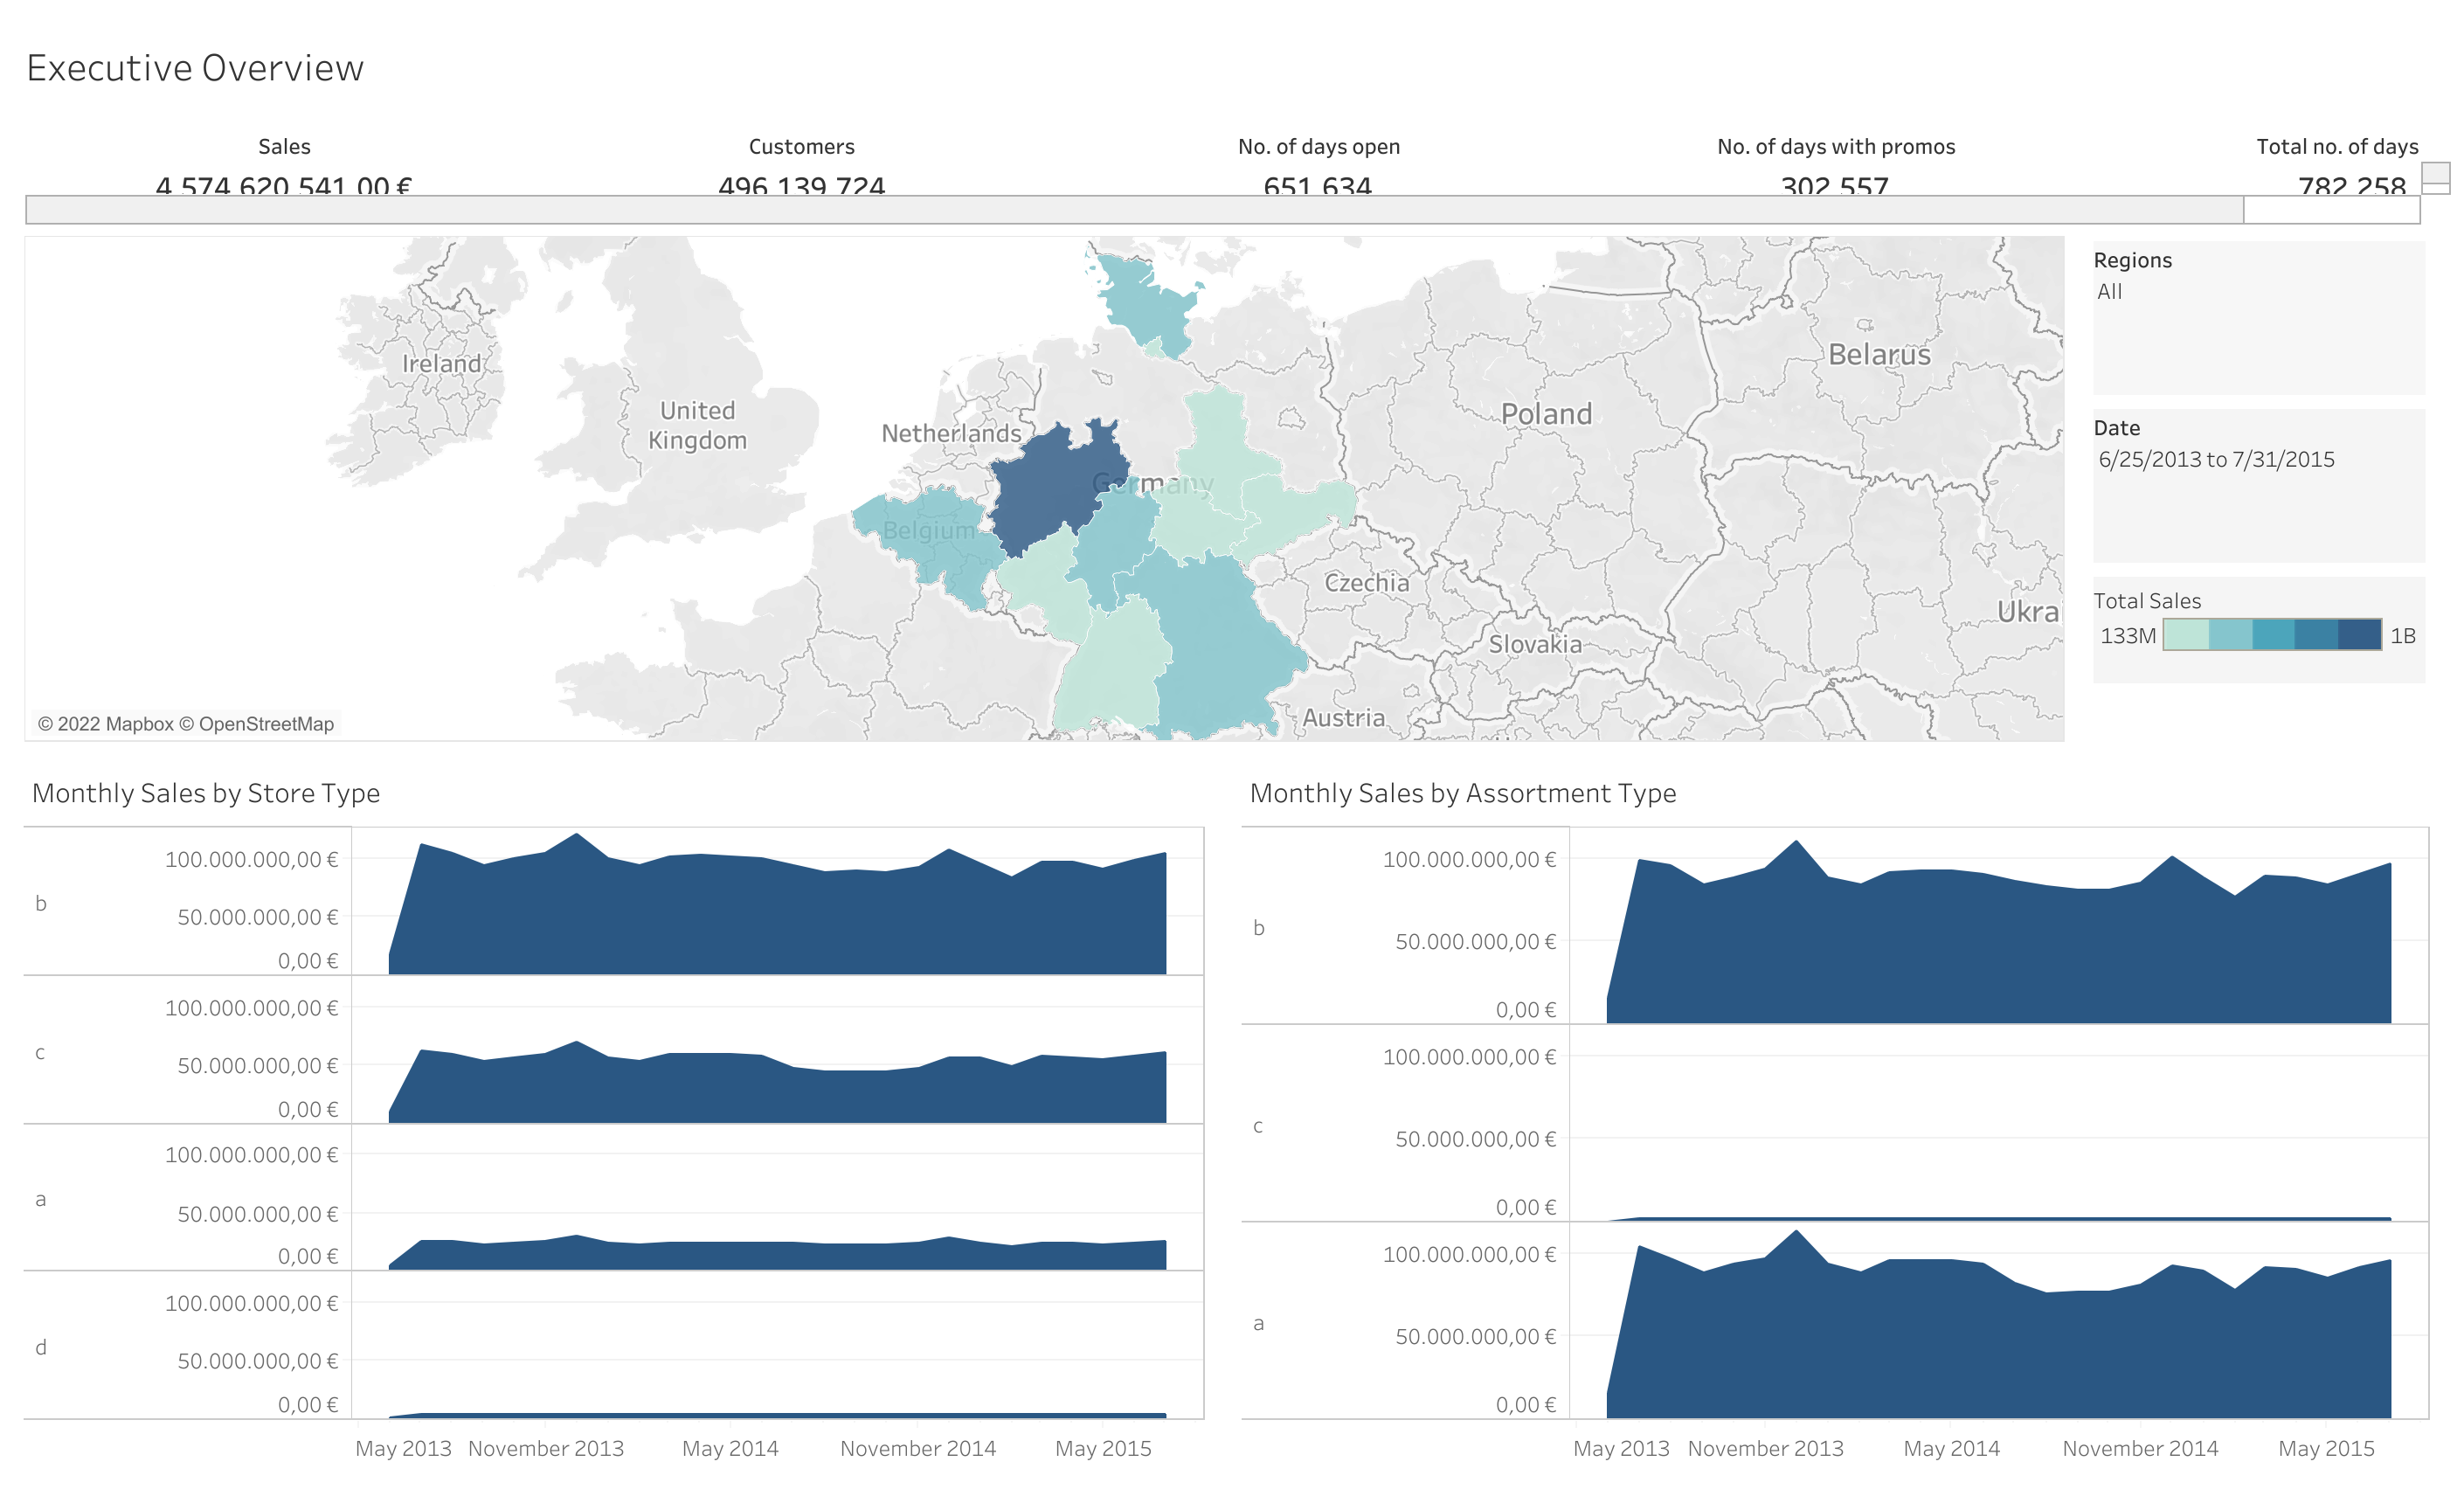 Executive Overview
Sales
Customers
No. of days open
No. of days with promos
Total no. of days
4 574 620 541 00 €
496 139 724
651 634
302 557
782 258
Regions
All
Date
6/25/2013 to 7/31/2015
Total Sales
133M
1B
Ireland
United
Kingdom
Netherlands
Belgium
Germany
Poland
Belarus
Czechia
Slovakia
Austria
Ukra
© 2022 Mapbox © OpenStreetMap
Monthly Sales by Store Type
b
100.000.000,00 €
50.000.000,00 €
0,00 €
c
100.000.000,00 €
50.000.000,00 €
0,00 €
a
100.000.000,00 €
50.000.000,00 €
0,00 €
d
100.000.000,00 €
50.000.000,00 €
0,00 €
May 2013
November 2013
May 2014
November 2014
May 2015
Monthly Sales by Assortment Type
b
100.000.000,00 €
50.000.000,00 €
0,00 €
c
100.000.000,00 €
50.000.000,00 €
0,00 €
a
100.000.000,00 €
50.000.000,00 €
0,00 €
May 2013
November 2013
May 2014
November 2014
May 2015